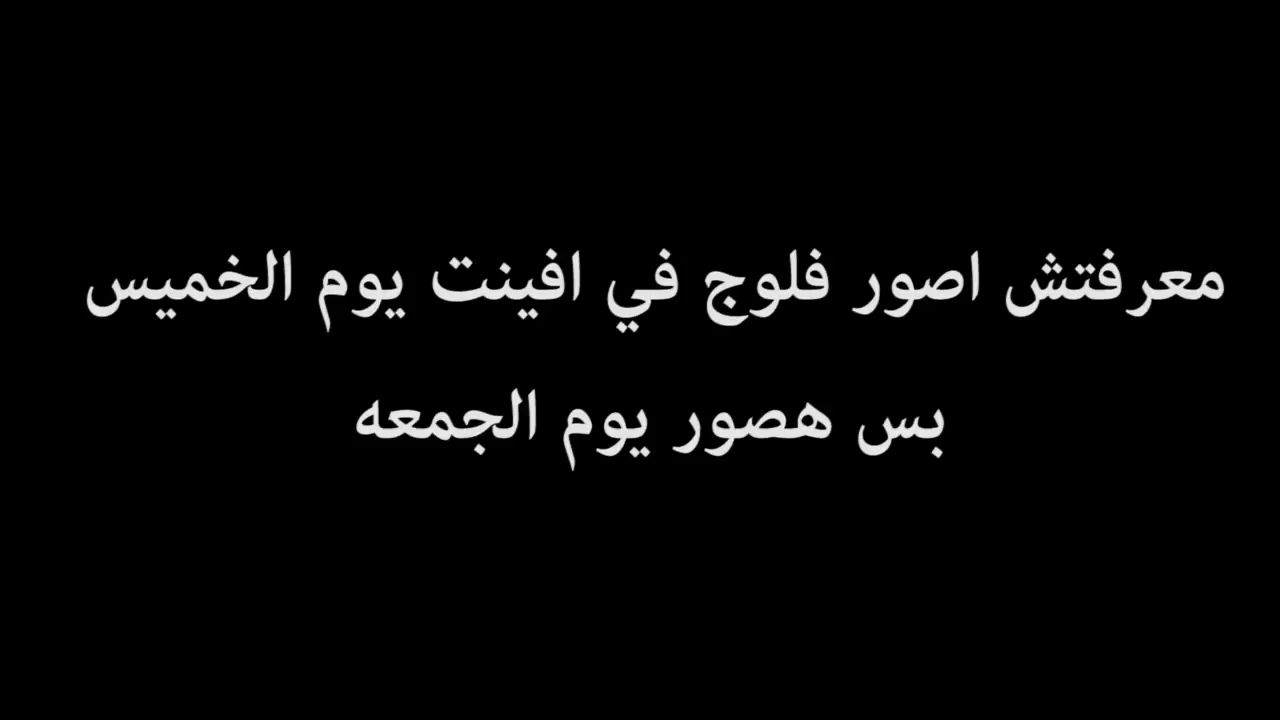 معرفتش اصور فلوج في افينت يوم الخميس
بس هصور يوم الجمعه